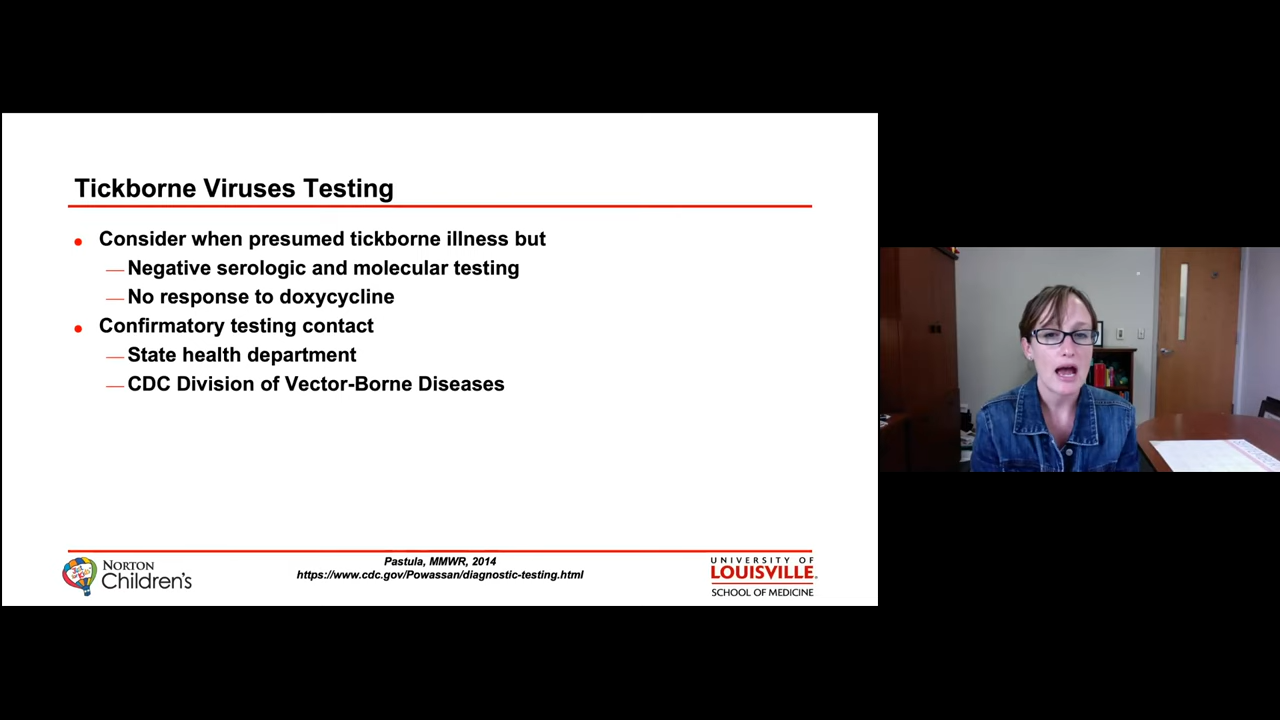 Tickborne Viruses Testing
• Consider when presumed tickborne illness but
— Negative serologic and molecular testing
— No response to doxycycline
• Confirmatory testing contact
— State health department
— CDC Division of Vector-Borne Diseases
Pastula, MMWR, 2014
https://www.cdc.gov/Powassan/diagnostic-testing.html
NORTON
Children's
UNIVERSITY OF
LOUISVILLE.
SCHOOL OF MEDICINE